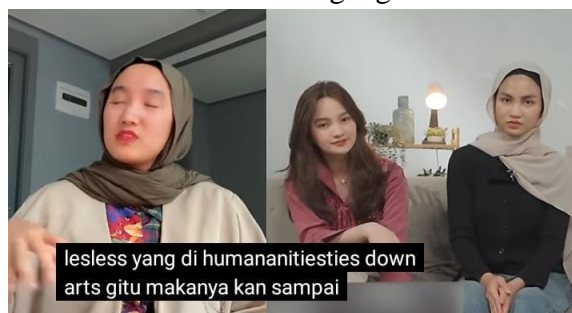 lesless yang di humananitiesties down
arts gitu makanya kan sampai